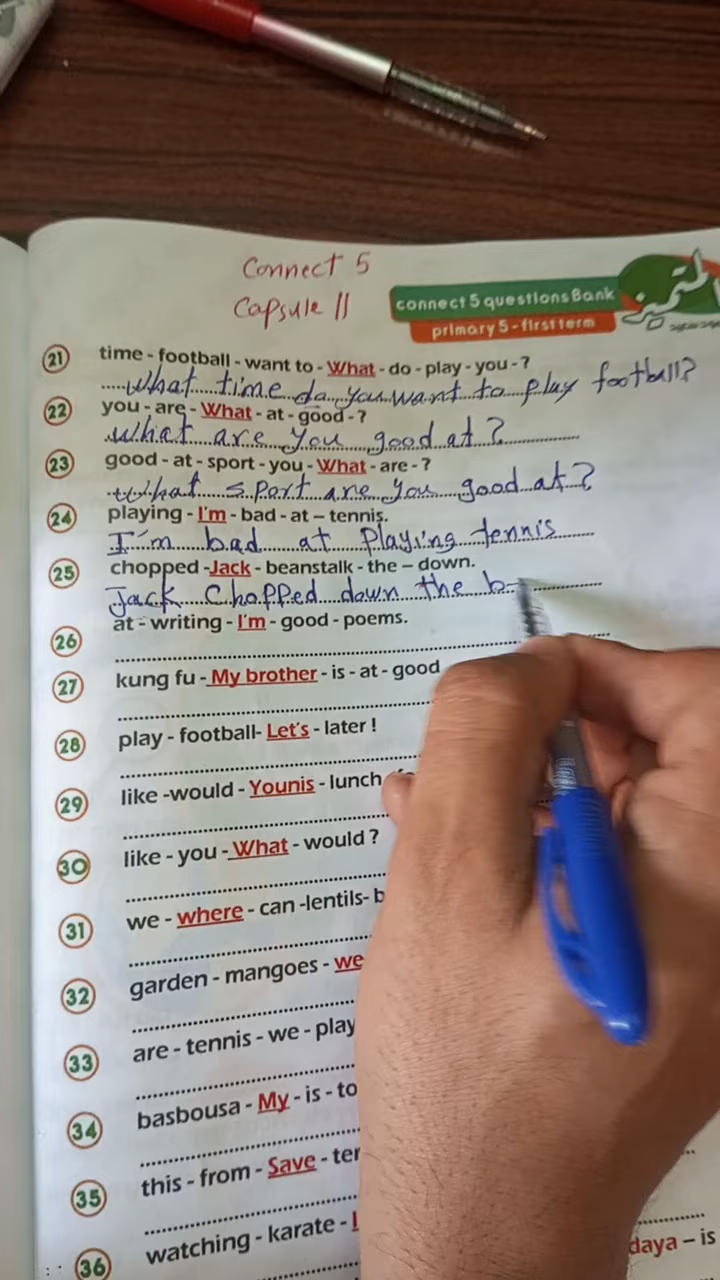 Connect 5
Capsule 11
connect 5 questions Bank
primary 5 - first term
21 time - football - want to - What - do - play - you - ?
What time do you want to play football?
22 you - are - What - at - good - ?
What are you good at?
23 good - at - sport - you - What - are - ?
What sport are you good at?
24 playing - I'm - bad - at – tennis.
I'm bad at playing tennis
25 chopped - Jack - beanstalk - the – down.
Jack chopped down the b
26 at - writing - I'm - good - poems.
27 kung fu - My brother - is - at - good
28 play - football- Let's - later !
29 like -would - Younis - lunch
30 like - you - What - would ?
31 we - where - can -lentils- b
32 garden - mangoes - we
33 are - tennis - we - play
34 basbousa - My - is - to
35 this - from - Save - ter
36 watching - karate - I
daya – is